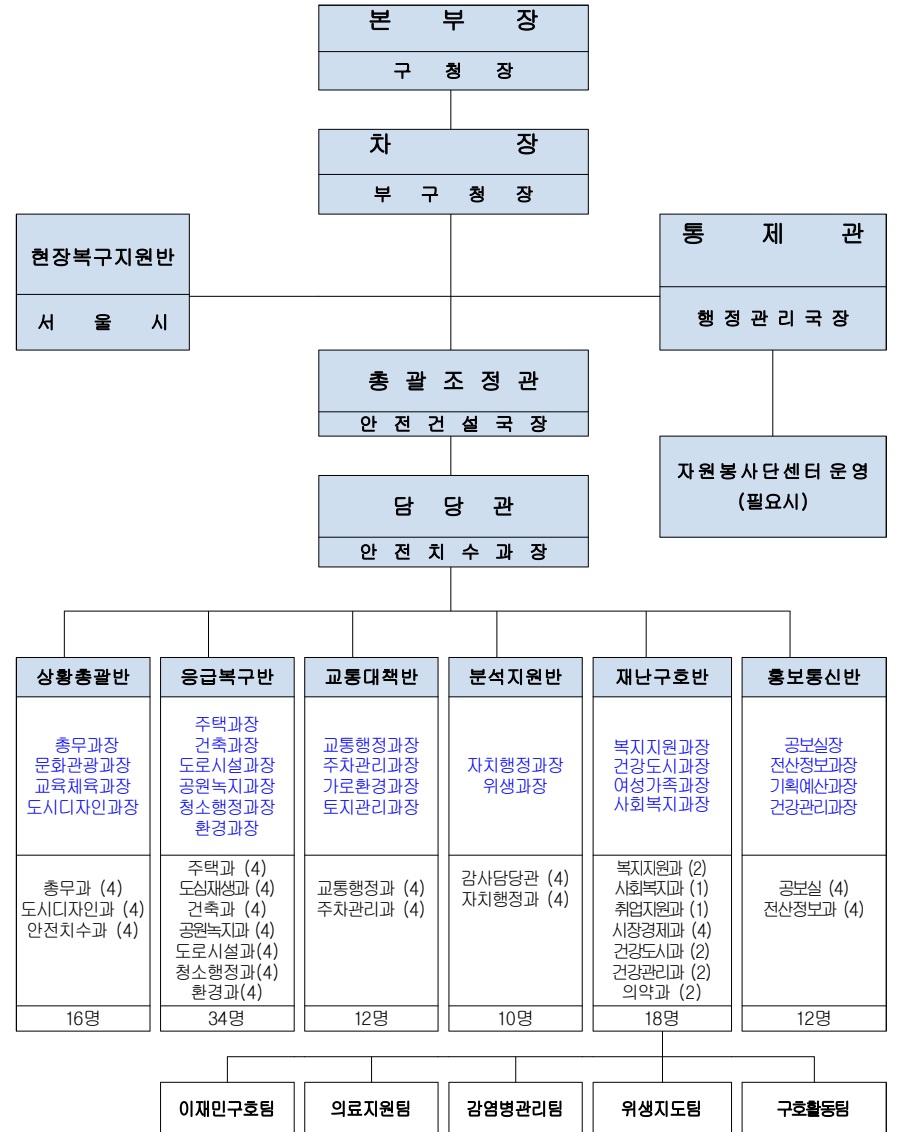 본 부 장
구 청 장
차 장
부 구 청 장
현장복구지원반
서 울 시
통 제 관
행 정 관 리 국 장
총 괄 조 정 관
안 전 건 설 국 장
자원봉사단센터 운영
(필요시)
담 당 관
안 전 치 수 과 장
상황총괄반
총무과장
문화관광과장
교육체육과장
도시디자인과장
총무과 (4)
도시디자인과 (4)
안전치수과 (4)
16명
응급복구반
주택과장
건축과장
도로시설과장
공원녹지과장
청소행정과장
환경과장
주택과 (4)
도심재생과 (4)
건축과 (4)
공원녹지과 (4)
도로시설과(4)
청소행정과(4)
환경과(4)
34명
교통대책반
교통행정과장
주차관리과장
가로환경과장
토지관리과장
교통행정과 (4)
주차관리과 (4)
12명
분석지원반
자치행정과장
위생과장
감사담당관 (4)
자치행정과 (4)
10명
재난구호반
복지지원과장
건강도시과장
여성가족과장
사회복지과장
복지지원과 (2)
사회복지과 (1)
취업지원과 (1)
시장경제과 (4)
건강도시과 (2)
건강관리과 (2)
의약과 (2)
18명
홍보통신반
공보실장
전산정보과장
기획예산과장
건강관리과장
공보실 (4)
전산정보과 (4)
12명
이재민구호팀
의료지원팀
감염병관리팀
위생지도팀
구호활동팀